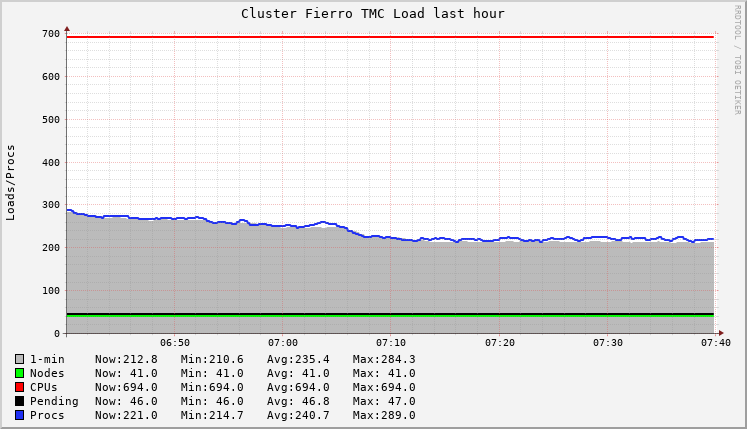 Cluster Fierro TMC Load last hour
RRDTOOL / TOBI OETIKER
Loads/Procs
700
600
500
400
300
200
100
0
06:50 07:00 07:10 07:20 07:30 07:40
1-min Now:212.8 Min:210.6 Avg:235.4 Max:284.3
Nodes Now: 41.0 Min: 41.0 Avg: 41.0 Max: 41.0
CPUs Now:694.0 Min:694.0 Avg:694.0 Max:694.0
Pending Now: 46.0 Min: 46.0 Avg: 46.8 Max: 47.0
Procs Now:221.0 Min:214.7 Avg:240.7 Max:289.0